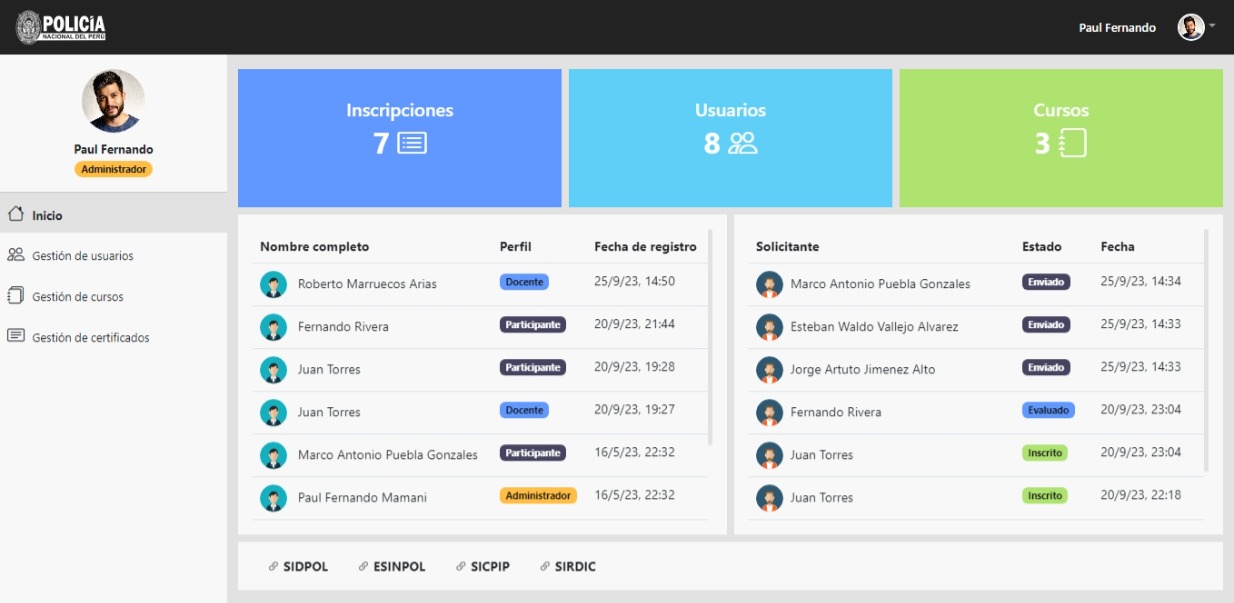 POLICÍA
NACIONAL DEL PERÚ
Paul Fernando
Paul Fernando
Administrador
Inicio
Gestión de usuarios
Gestión de cursos
Gestión de certificados
Inscripciones
7
Usuarios
8
Cursos
3
Nombre completo Perfil Fecha de registro
Roberto Marruecos Arias Docente 25/9/23, 14:50
Fernando Rivera Participante 20/9/23, 21:44
Juan Torres Participante 20/9/23, 19:28
Juan Torres Docente 20/9/23, 19:27
Marco Antonio Puebla Gonzales Participante 16/5/23, 22:32
Paul Fernando Mamani Administrador 16/5/23, 22:32
Solicitante Estado Fecha
Marco Antonio Puebla Gonzales Enviado 25/9/23, 14:34
Esteban Waldo Vallejo Alvarez Enviado 25/9/23, 14:33
Jorge Artuto Jimenez Alto Enviado 25/9/23, 14:33
Fernando Rivera Evaluado 20/9/23, 23:04
Juan Torres Inscrito 20/9/23, 23:04
Juan Torres Inscrito 20/9/23, 22:18
SIDPOL ESINPOL SICPIP SIRDIC